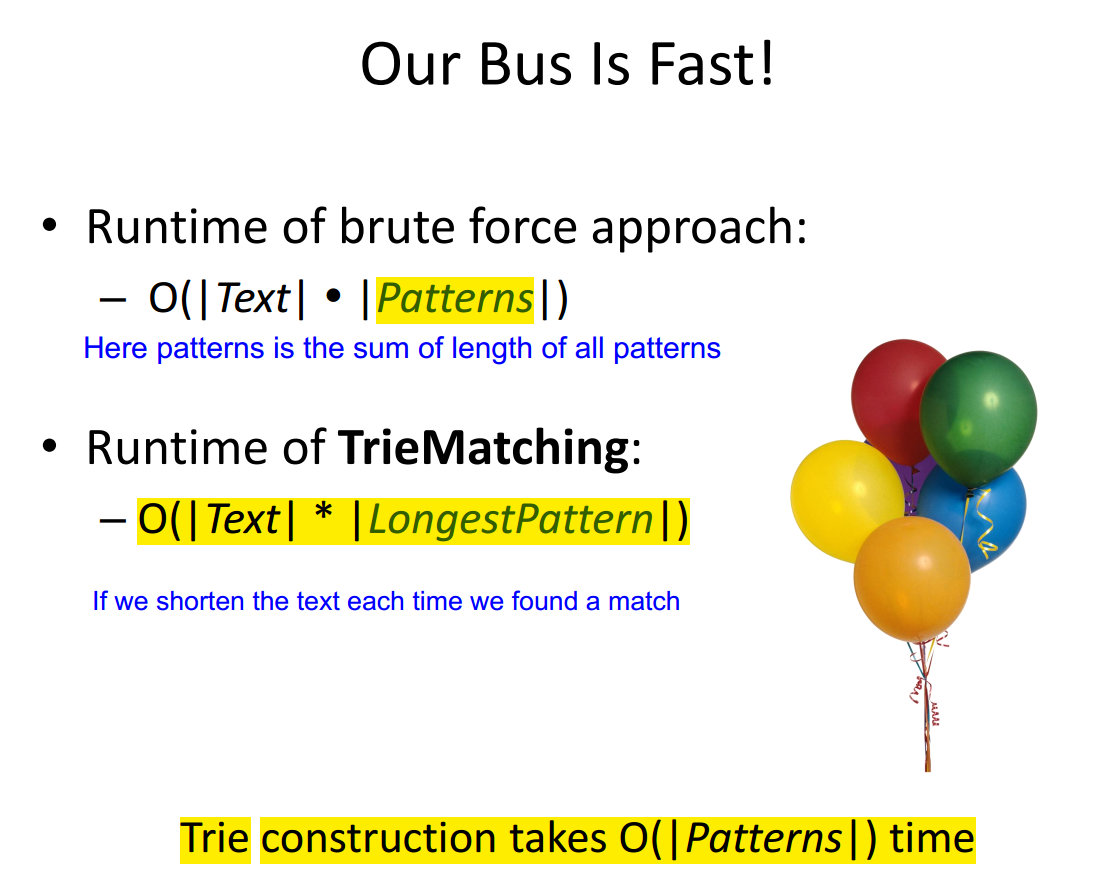 Our Bus Is Fast!
• Runtime of brute force approach:
– O(|Text| • |Patterns|)
Here patterns is the sum of length of all patterns
• Runtime of TrieMatching:
– O(|Text| * |LongestPattern|)
If we shorten the text each time we found a match
Trie construction takes O(|Patterns|) time